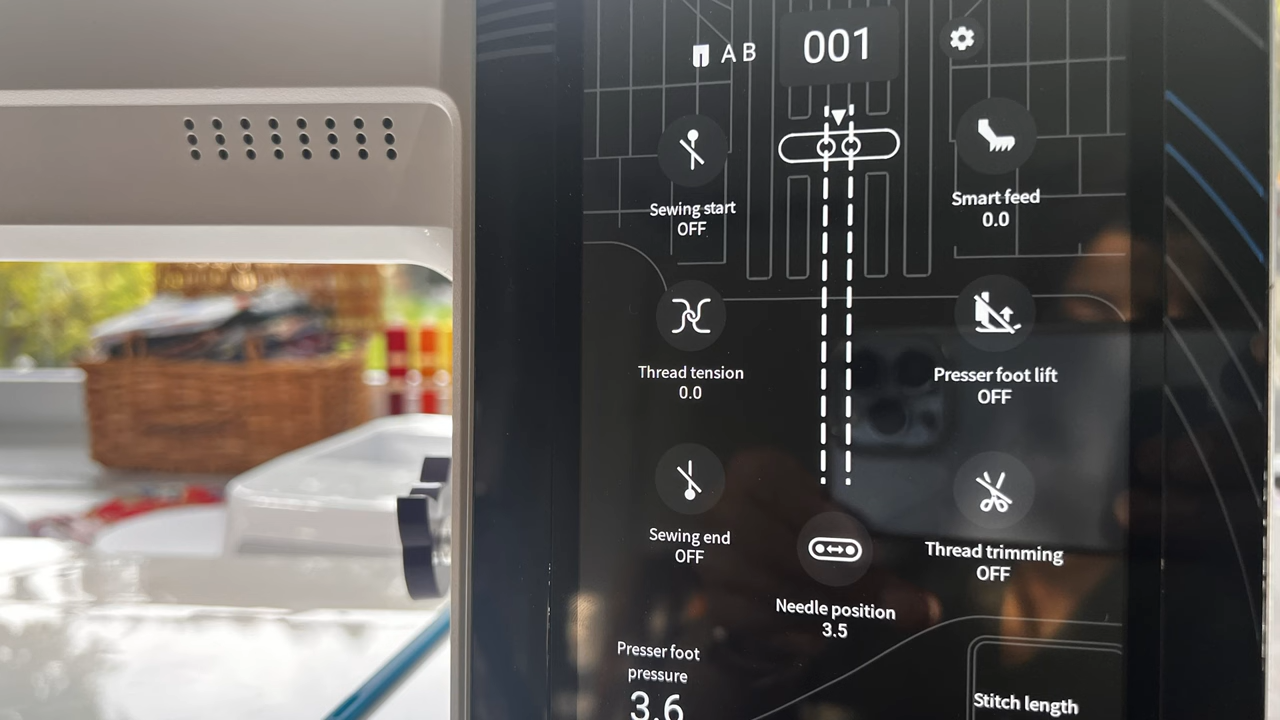 AB
001
Sewing start
OFF
Smart feed
0.0
Thread tension
0.0
Presser foot lift
OFF
Sewing end
OFF
Thread trimming
OFF
Needle position
3.5
Presser foot
pressure
3.6
Stitch length